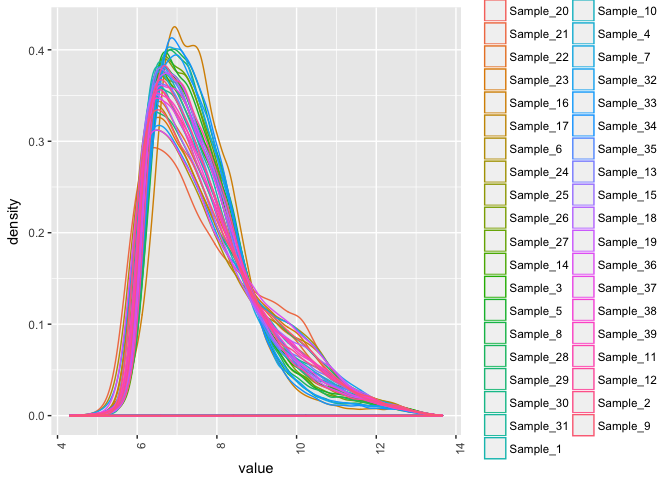 0.4
0.3
0.2
0.1
0.0
density
4
6
8
10
12
14
value
Sample_20
Sample_21
Sample_22
Sample_23
Sample_16
Sample_17
Sample_6
Sample_24
Sample_25
Sample_26
Sample_27
Sample_14
Sample_3
Sample_5
Sample_8
Sample_28
Sample_29
Sample_30
Sample_31
Sample_1
Sample_10
Sample_4
Sample_7
Sample_32
Sample_33
Sample_34
Sample_35
Sample_13
Sample_15
Sample_18
Sample_19
Sample_36
Sample_37
Sample_38
Sample_39
Sample_11
Sample_12
Sample_2
Sample_9